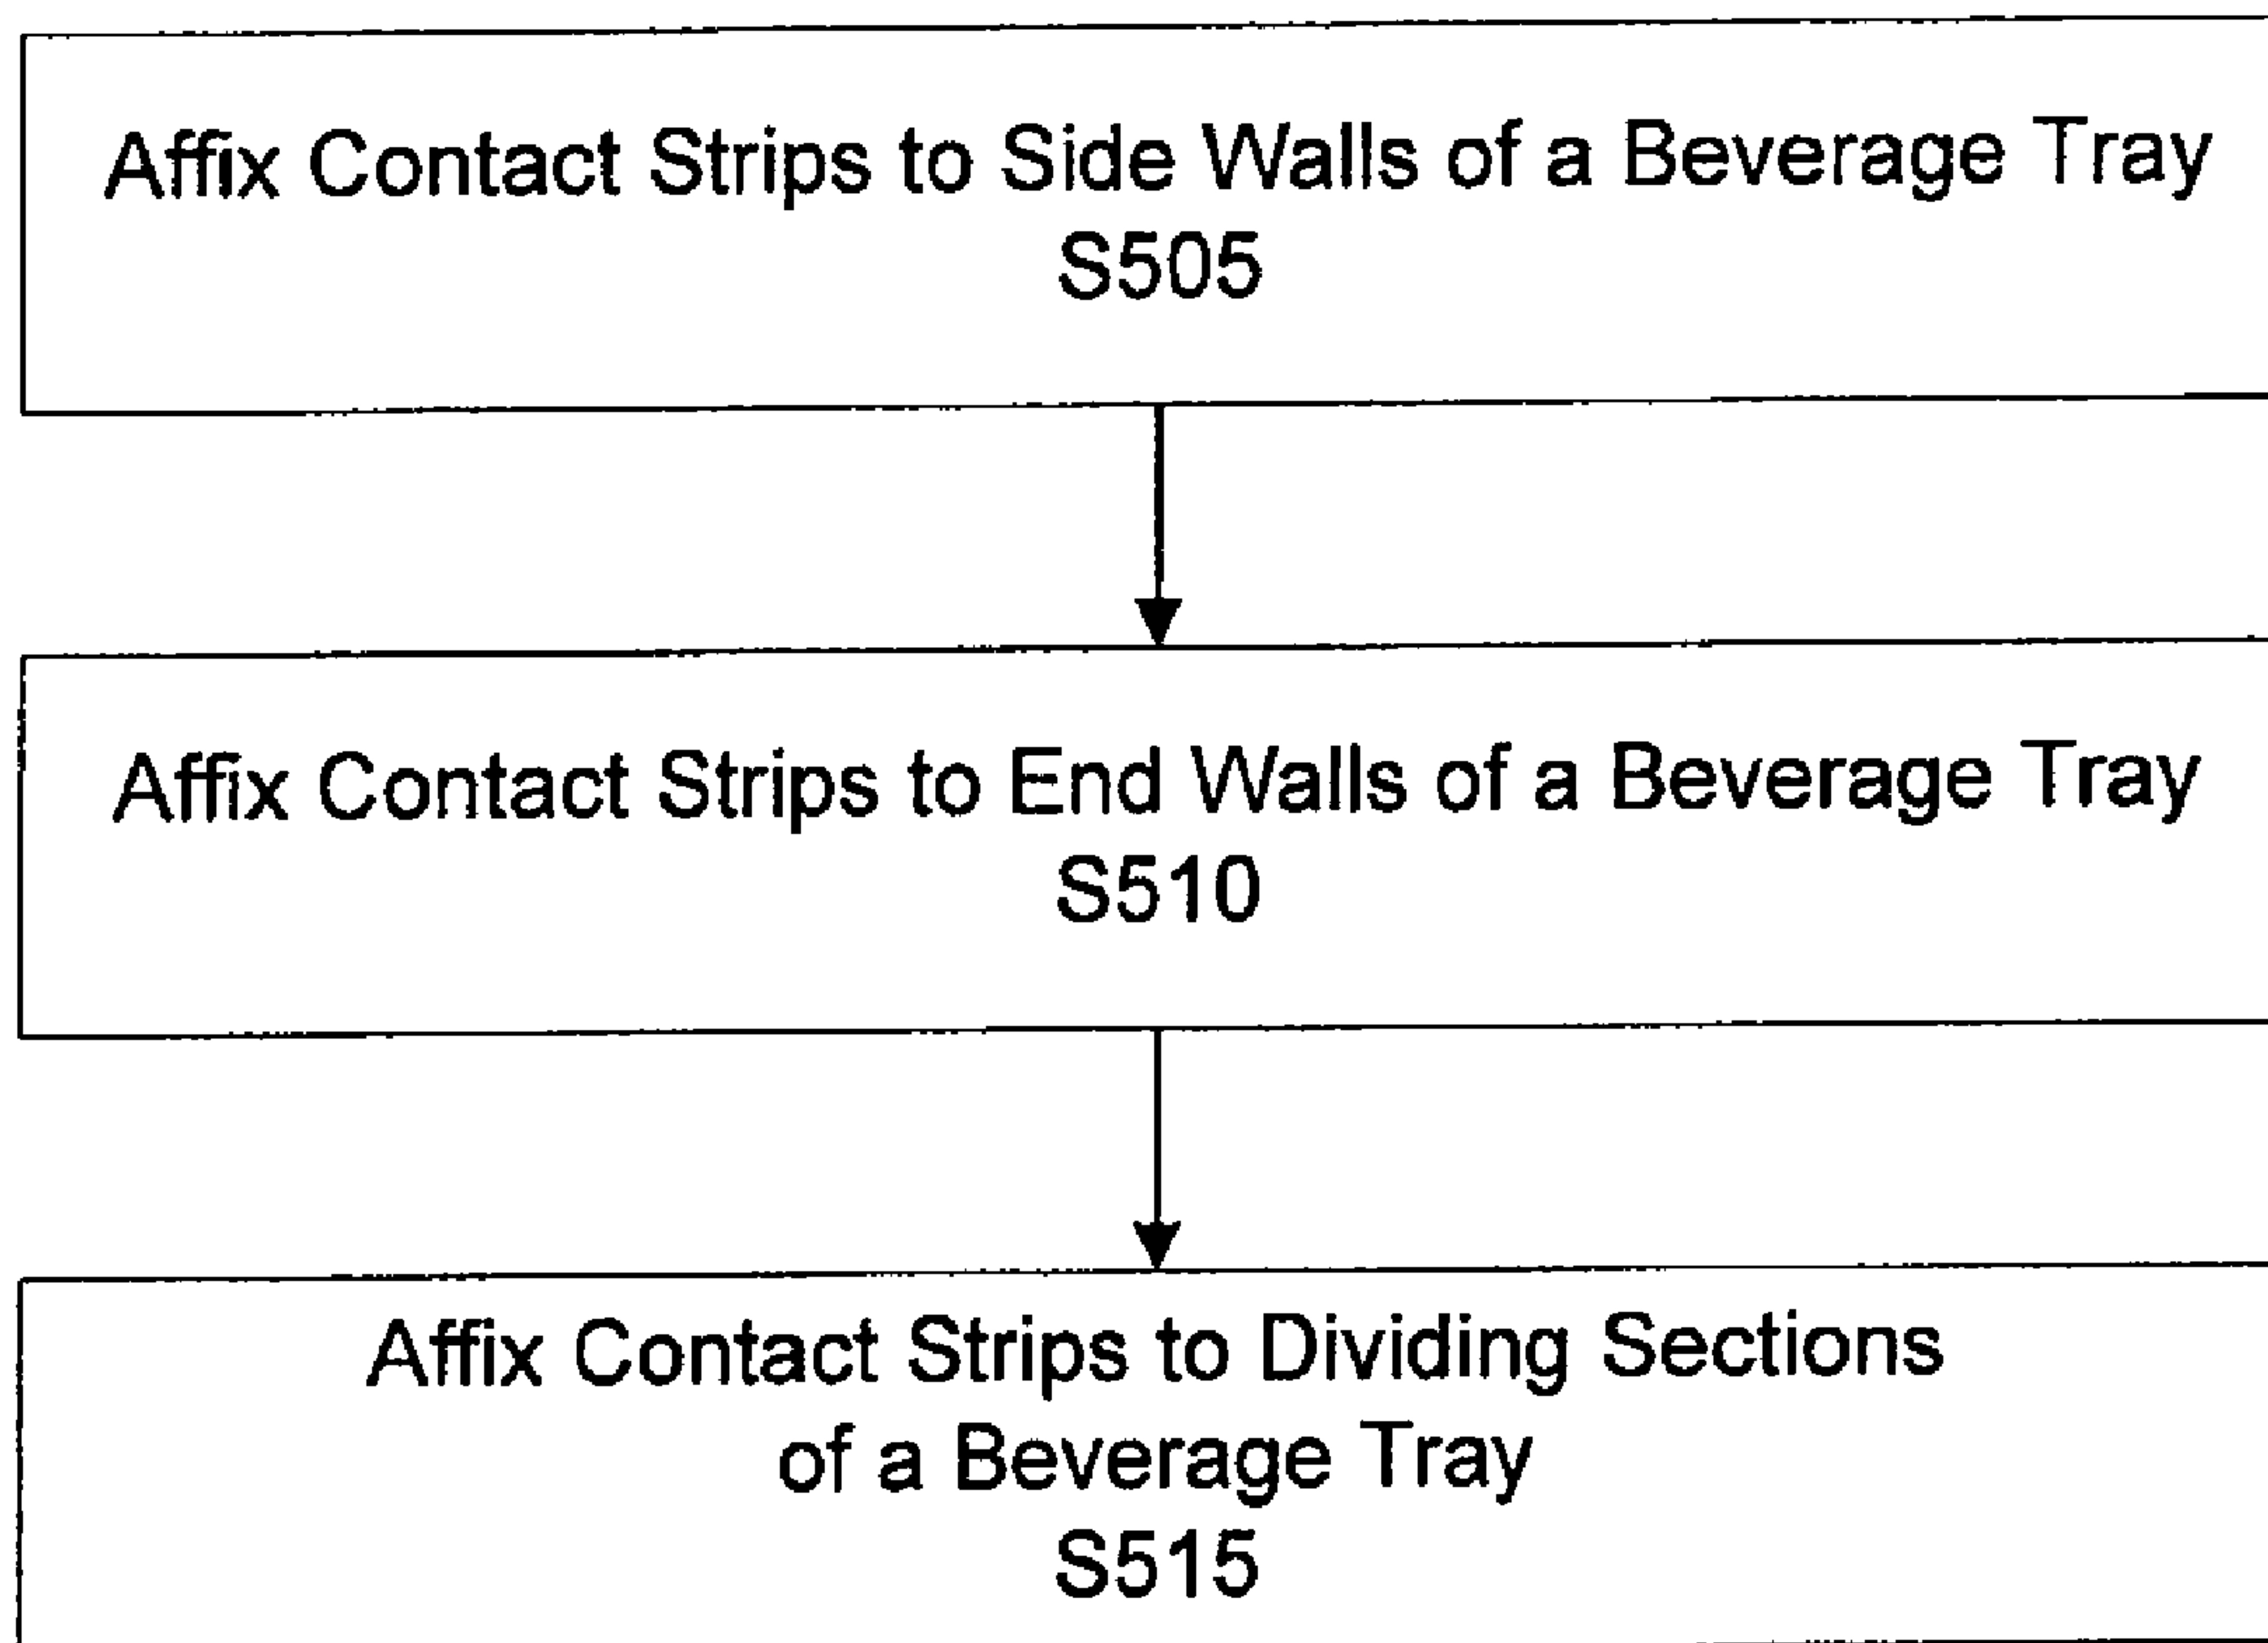 Affix Contact Strips to Side Walls of a Beverage Tray
S505
Affix Contact Strips to End Walls of a Beverage Tray
S510
Affix Contact Strips to Dividing Sections
of a Beverage Tray
S515